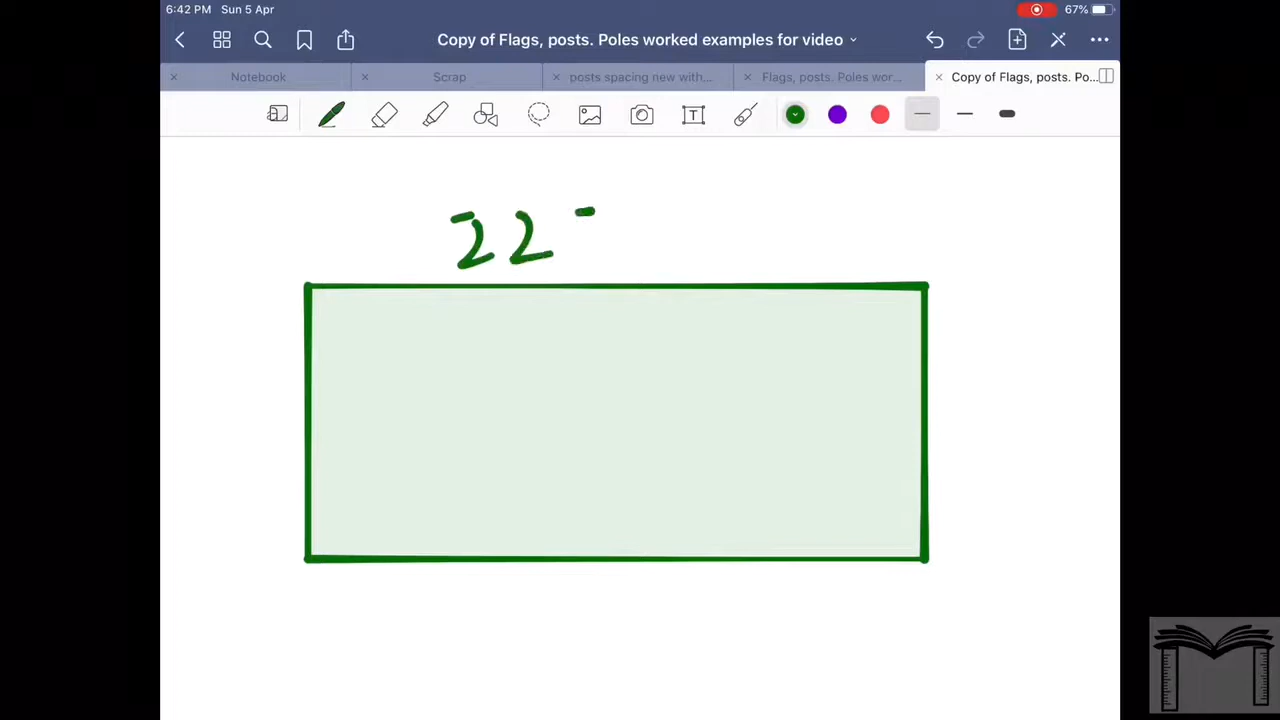 6:42 PM Sun 5 Apr 67%
Copy of Flags, posts. Poles worked examples for video
Notebook Scrap posts spacing new with... Flags, posts. Poles wor... Copy of Flags, posts. Po...
T
22 -